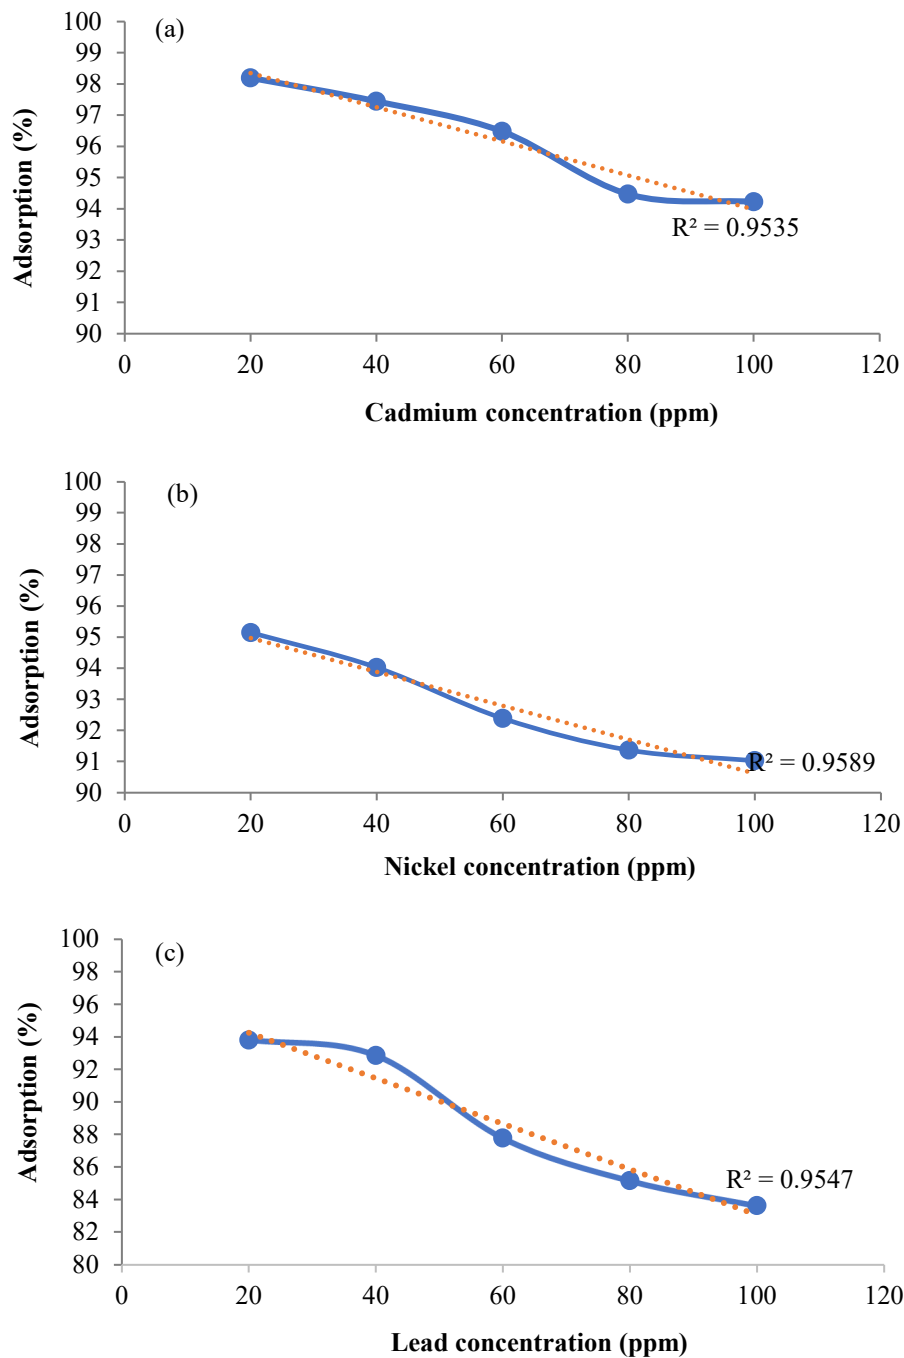 (a)
100
99
98
97
96
95
94
93
92
91
90
Adsorption (%)
R² = 0.9535
0 20 40 60 80 100 120
Cadmium concentration (ppm)
(b)
100
99
98
97
96
95
94
93
92
91
90
Adsorption (%)
R² = 0.9589
0 20 40 60 80 100 120
Nickel concentration (ppm)
(c)
100
98
96
94
92
90
88
86
84
82
80
Adsorption (%)
R² = 0.9547
0 20 40 60 80 100 120
Lead concentration (ppm)